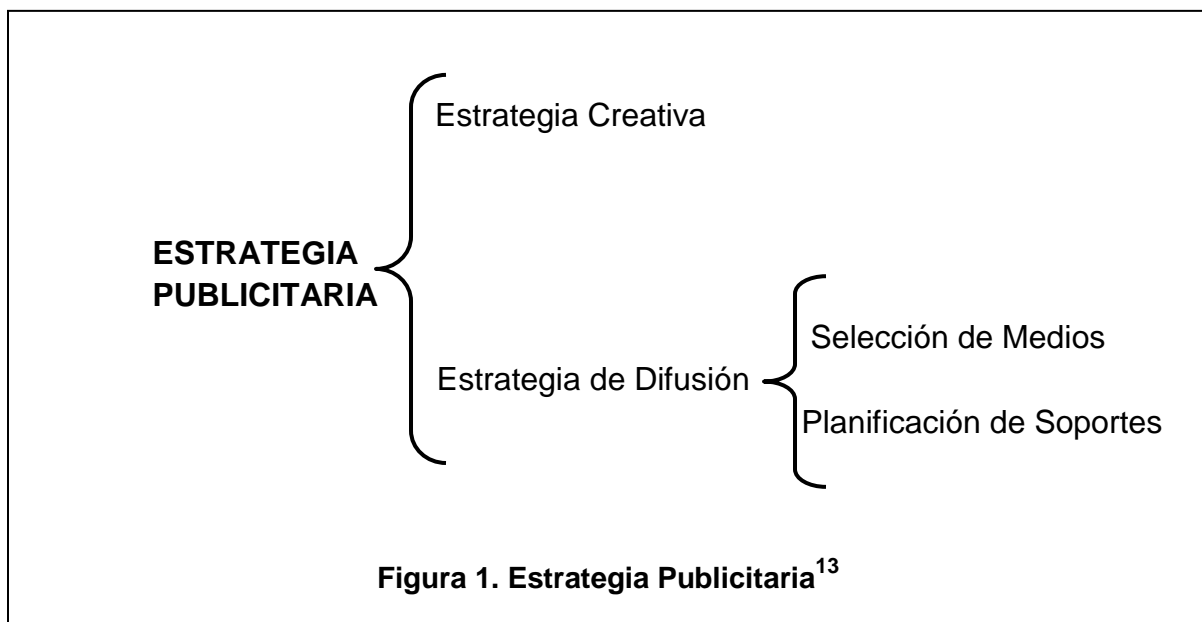 Estrategia Creativa
ESTRATEGIA
PUBLICITARIA
Estrategia de Difusión
Selección de Medios
Planificación de Soportes
Figura 1. Estrategia Publicitaria13